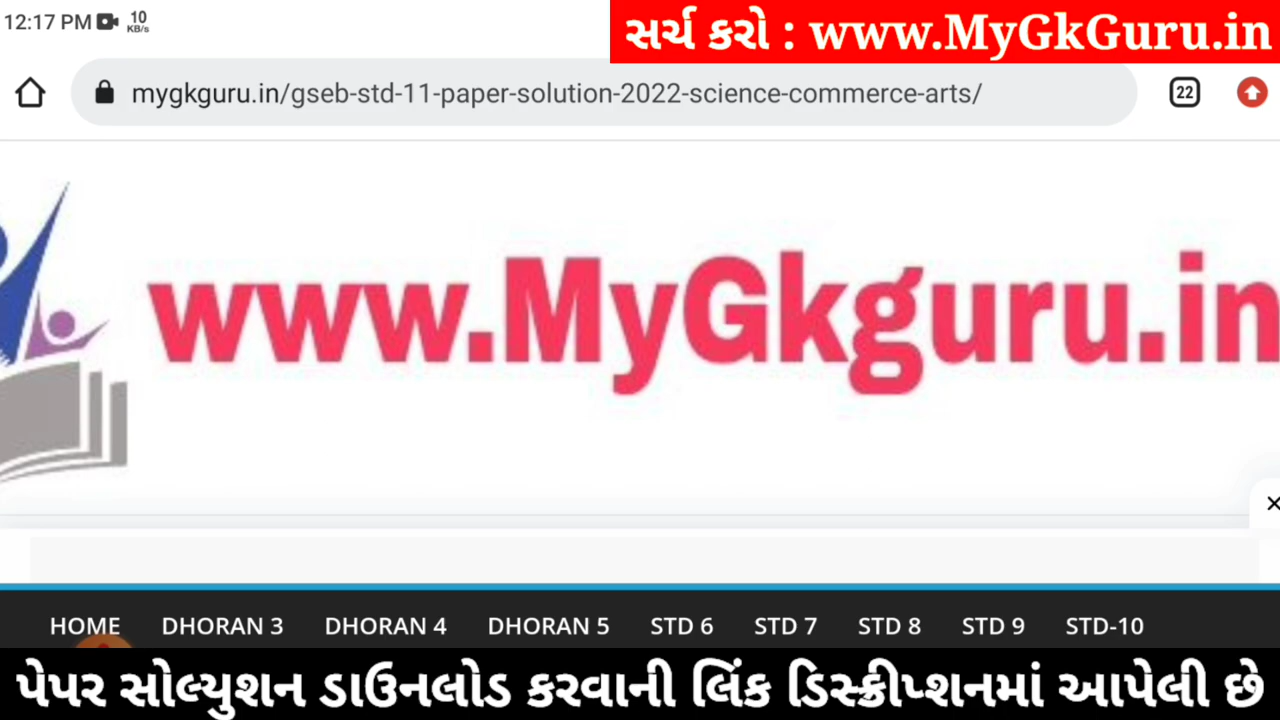 12:17 PM 10 KB/s
સર્ચ કરો : www.MyGkGuru.in
mygkguru.in/gseb-std-11-paper-solution-2022-science-commerce-arts/
22
www.MyGkguru.in
HOME DHORAN 3 DHORAN 4 DHORAN 5 STD 6 STD 7 STD 8 STD 9 STD-10
પેપર સોલ્યુશન ડાઉનલોડ કરવાની લિંક ડિસ્ક્રીપ્શનમાં આપેલી છે